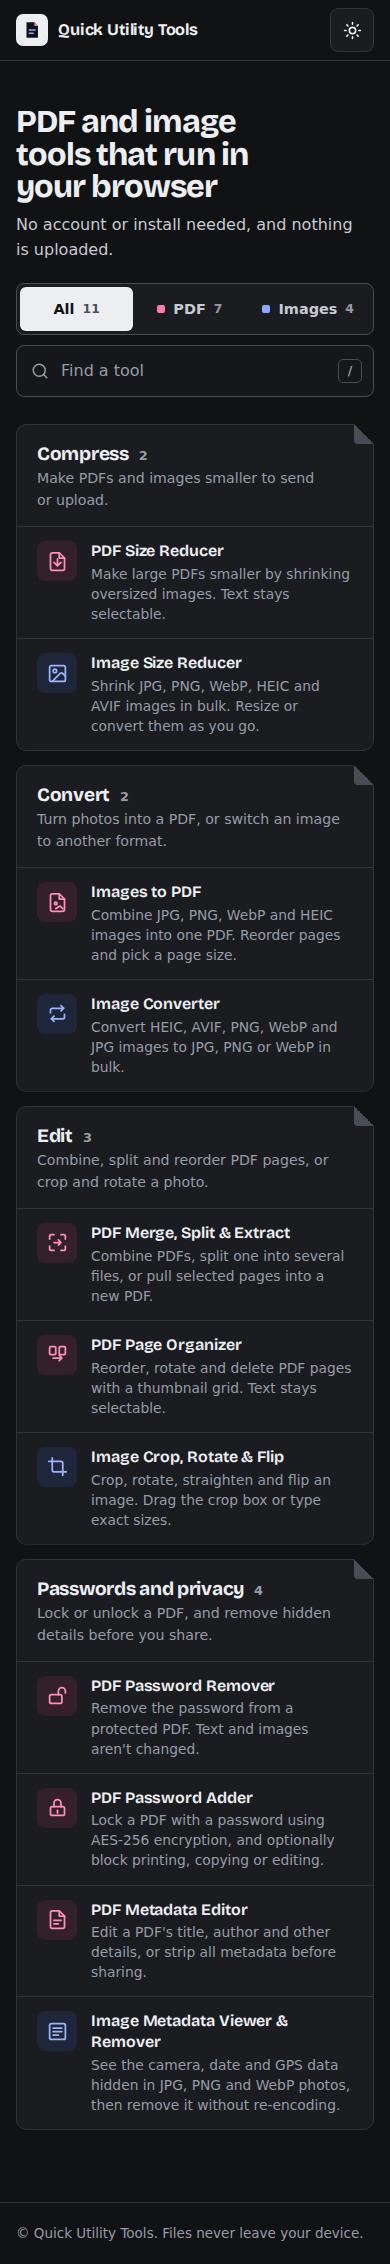 Quick Utility Tools
PDF and image
tools that run in
your browser
No account or install needed, and nothing
is uploaded.
All 11 PDF 7 Images 4
Find a tool /
Compress 2
Make PDFs and images smaller to send
or upload.
PDF Size Reducer
Make large PDFs smaller by shrinking
oversized images. Text stays
selectable.
Image Size Reducer
Shrink JPG, PNG, WebP, HEIC and
AVIF images in bulk. Resize or
convert them as you go.
Convert 2
Turn photos into a PDF, or switch an image
to another format.
Images to PDF
Combine JPG, PNG, WebP and HEIC
images into one PDF. Reorder pages
and pick a page size.
Image Converter
Convert HEIC, AVIF, PNG, WebP and
JPG images to JPG, PNG or WebP in
bulk.
Edit 3
Combine, split and reorder PDF pages, or
crop and rotate a photo.
PDF Merge, Split & Extract
Combine PDFs, split one into several
files, or pull selected pages into a
new PDF.
PDF Page Organizer
Reorder, rotate and delete PDF pages
with a thumbnail grid. Text stays
selectable.
Image Crop, Rotate & Flip
Crop, rotate, straighten and flip an
image. Drag the crop box or type
exact sizes.
Passwords and privacy 4
Lock or unlock a PDF, and remove hidden
details before you share.
PDF Password Remover
Remove the password from a
protected PDF. Text and images
aren't changed.
PDF Password Adder
Lock a PDF with a password using
AES-256 encryption, and optionally
block printing, copying or editing.
PDF Metadata Editor
Edit a PDF's title, author and other
details, or strip all metadata before
sharing.
Image Metadata Viewer &
Remover
See the camera, date and GPS data
hidden in JPG, PNG and WebP photos,
then remove it without re-encoding.
© Quick Utility Tools. Files never leave your device.